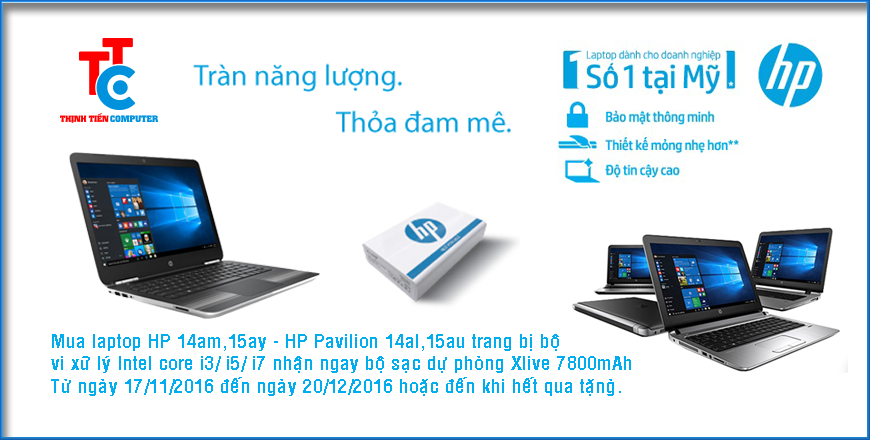 TTC
THỊNH TIẾN COMPUTER
Tràn năng lượng.
Thỏa đam mê.
Laptop dành cho doanh nghiệp
1 Số 1 tại Mỹ!
hp
Bảo mật thông minh
Thiết kế mỏng nhẹ hơn**
Độ tin cậy cao
hp
Mua laptop HP 14am,15ay - HP Pavilion 14al,15au trang bị bộ
vi xữ lý Intel core i3/ i5/ i7 nhận ngay bộ sạc dự phòng Xlive 7800mAh
Từ ngày 17/11/2016 đến ngày 20/12/2016 hoặc đến khi hết qua tặng.